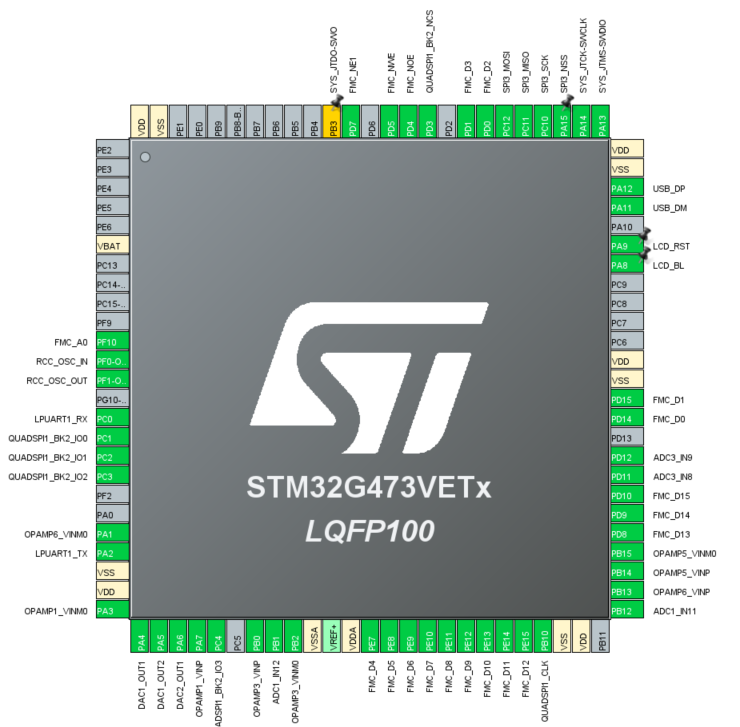 SYS_JTDO-SWO
FMC_NE1
FMC_NWE
FMC_NOE
QUADSPI1_BK2_NCS
FMC_D3
FMC_D2
SPI3_MOSI
SPI3_MISO
SPI3_SCK
SPI3_NSS
SYS_JTCK-SWCLK
SYS_JTMS-SWDIO
VDD
VSS
PE1
PE0
PB9
PB8-B..
PB7
PB6
PB5
PB4
PB3
PD7
PD6
PD5
PD4
PD3
PD2
PD1
PD0
PC12
PC11
PC10
PA15
PA14
PA13
PE2
PE3
PE4
PE5
PE6
VBAT
PC13
PC14-..
PC15-..
PF9
FMC_A0 PF10
RCC_OSC_IN PF0-O..
RCC_OSC_OUT PF1-O..
PG10-..
LPUART1_RX PC0
QUADSPI1_BK2_IO0 PC1
QUADSPI1_BK2_IO1 PC2
QUADSPI1_BK2_IO2 PC3
PF2
PA0
OPAMP6_VINM0 PA1
LPUART1_TX PA2
VSS
VDD
OPAMP1_VINM0 PA3
ST
STM32G473VETx
LQFP100
VDD
VSS
PA12 USB_DP
PA11 USB_DM
PA10
PA9 LCD_RST
PA8 LCD_BL
PC9
PC8
PC7
PC6
VDD
VSS
PD15 FMC_D1
PD14 FMC_D0
PD13
PD12 ADC3_IN9
PD11 ADC3_IN8
PD10 FMC_D15
PD9 FMC_D14
PD8 FMC_D13
PB15 OPAMP5_VINM0
PB14 OPAMP5_VINP
PB13 OPAMP6_VINP
PB12 ADC1_IN11
PA4
PA5
PA6
PA7
PC4
PC5
PB0
PB1
PB2
VSSA
VREF+
VDDA
PE7
PE8
PE9
PE10
PE11
PE12
PE13
PE14
PE15
PB10
VSS
VDD
PB11
DAC1_OUT1
DAC1_OUT2
DAC2_OUT1
OPAMP1_VINP
ADSPI1_BK2_IO3
OPAMP3_VINP
ADC1_IN12
OPAMP3_VINM0
FMC_D4
FMC_D5
FMC_D6
FMC_D7
FMC_D8
FMC_D9
FMC_D10
FMC_D11
FMC_D12
QUADSPI1_CLK